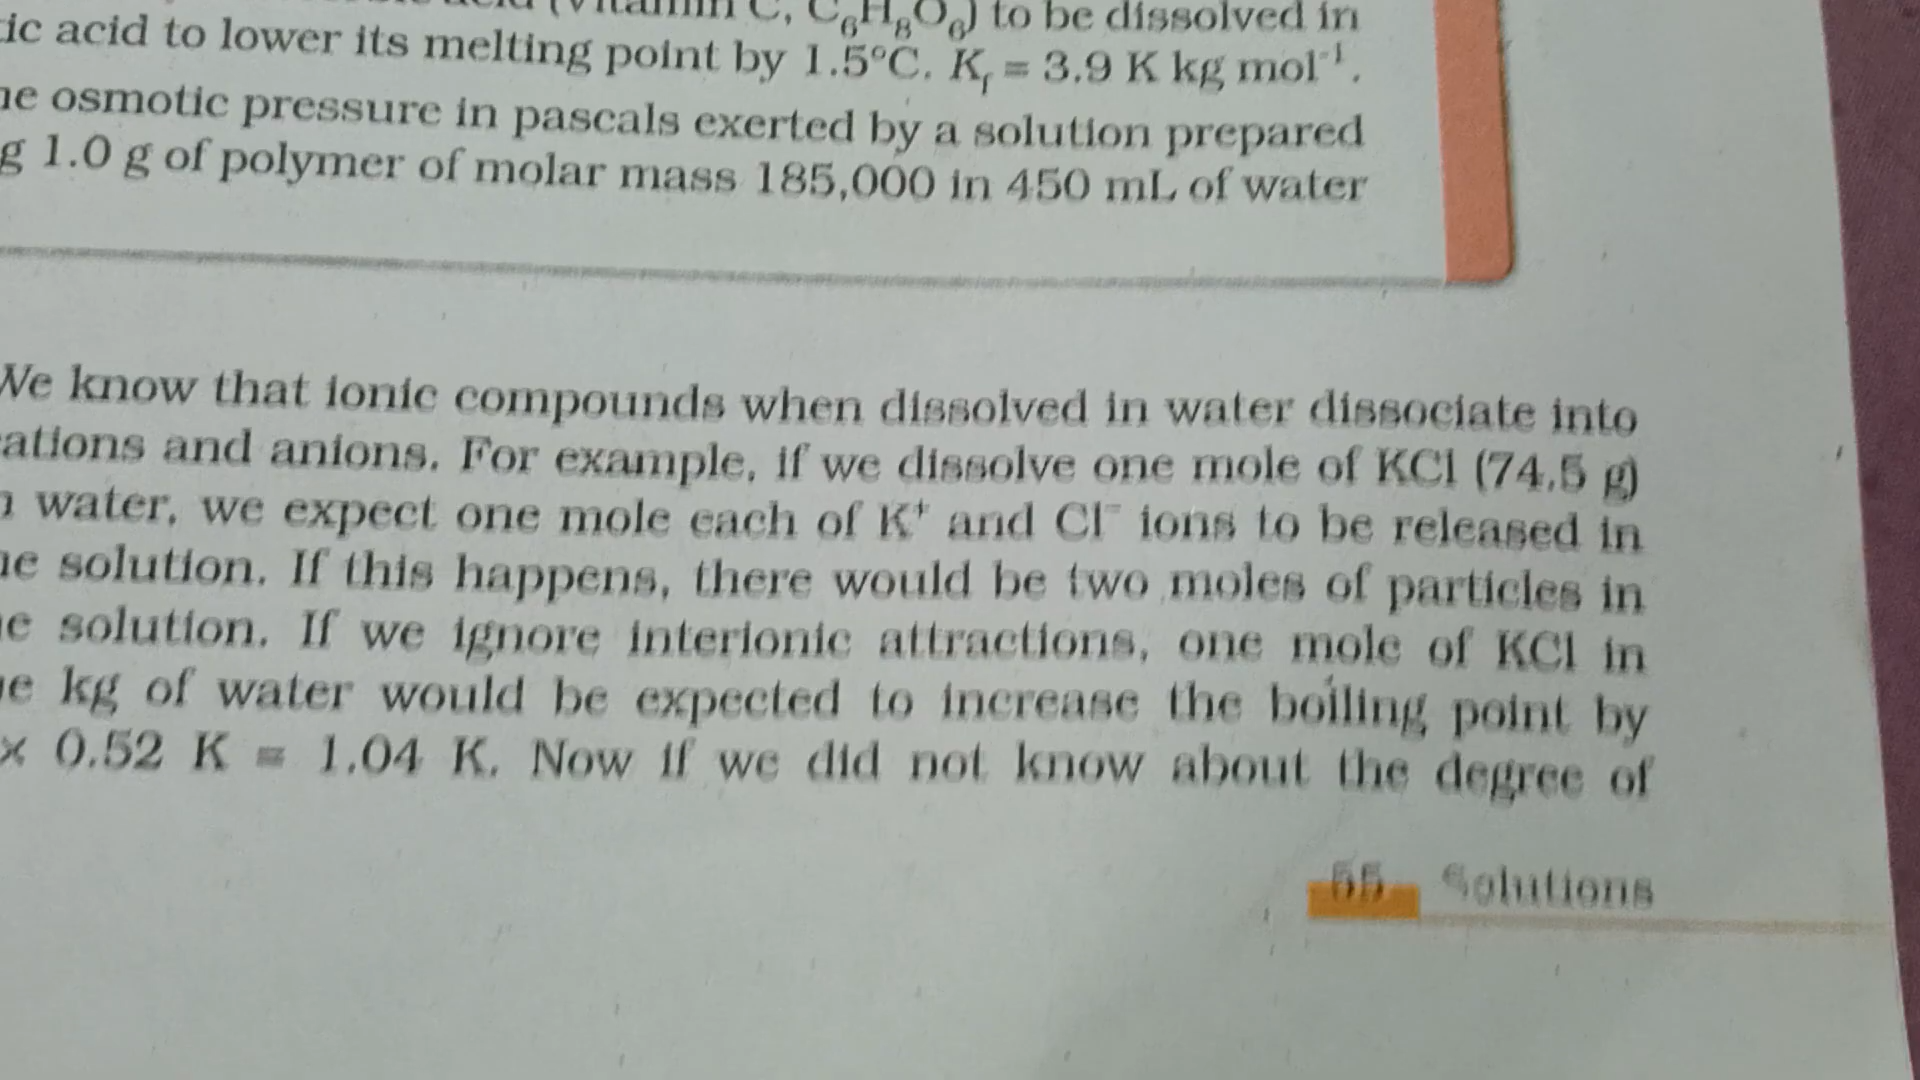 (Vitamin C, C₆H₈O₆) to be dissolved in
ic acid to lower its melting point by 1.5°C. Kf = 3.9 K kg mol⁻¹.
ne osmotic pressure in pascals exerted by a solution prepared
g 1.0 g of polymer of molar mass 185,000 in 450 mL of water
We know that ionic compounds when dissolved in water dissociate into
ations and anions. For example, if we dissolve one mole of KCl (74.5 g)
water, we expect one mole each of K⁺ and Cl⁻ ions to be released in
he solution. If this happens, there would be two moles of particles in
e solution. If we ignore interionic attractions, one mole of KCl in
e kg of water would be expected to increase the boiling point by
× 0.52 K = 1.04 K. Now if we did not know about the degree of
55 Solutions